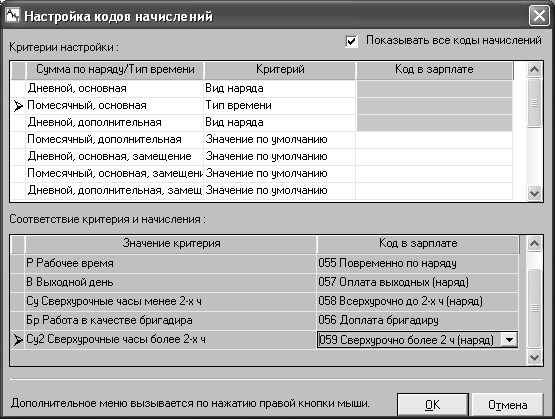 Настройка кодов начислений
Критерии настройки :
Показывать все коды начислений
Сумма по наряду/Тип времени Критерий Код в зарплате
Дневной, основная Вид наряда
Помесячный, основная Тип времени
Дневной, дополнительная Вид наряда
Помесячный, дополнительная Значение по умолчанию
Дневной, основная, замещение Значение по умолчанию
Помесячный, основная, замещени Значение по умолчанию
Дневной, дополнительная, замещ Значение по умолчанию
Соответствие критерия и начисления :
Значение критерия Код в зарплате
Р Рабочее время 055 Повременно по наряду
В Выходной день 057 Оплата выходных (наряд)
Су Сверхурочные часы менее 2-х ч 058 Всерхурочно до 2-х ч (наряд)
Бр Работа в качестве бригадира 056 Доплата бригадиру
Су2 Сверхурочные часы более 2-х ч 059 Сверхурочно более 2 ч (наряд)
Дополнительное меню вызывается по нажатию правой кнопки мыши.
OK Отмена